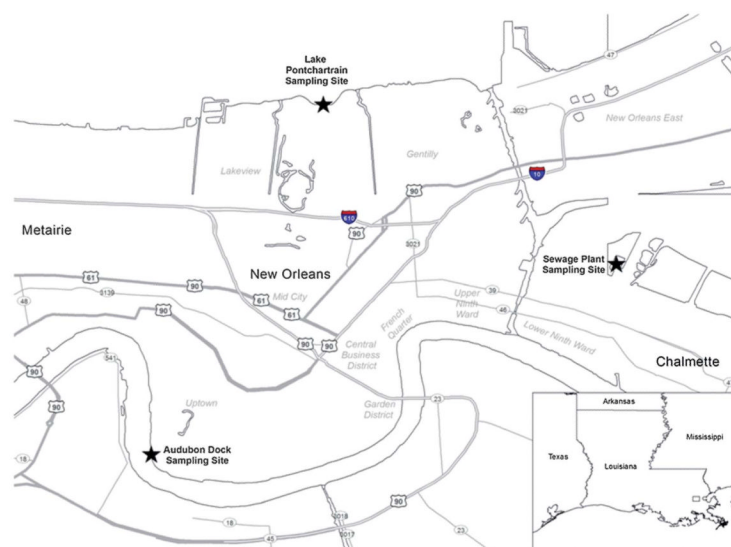 Lake
Pontchartrain
Sampling Site
47
3021
New Orleans East
Lakeview
Gentilly
10
90
610
90
3021
Metairie
Sewage Plant
Sampling Site
New Orleans
61
90
Mid City
61
61
48
3139
90
39
Upper
Ninth
Ward
46
French
Quarter
Lower Ninth Ward
90
90
Central
Business
District
Chalmette
541
90
90
Uptown
Garden
District
23
Arkansas
Mississippi
Texas
Louisiana
Audubon Dock
Sampling Site
18
90
18
3018
3017
45
23